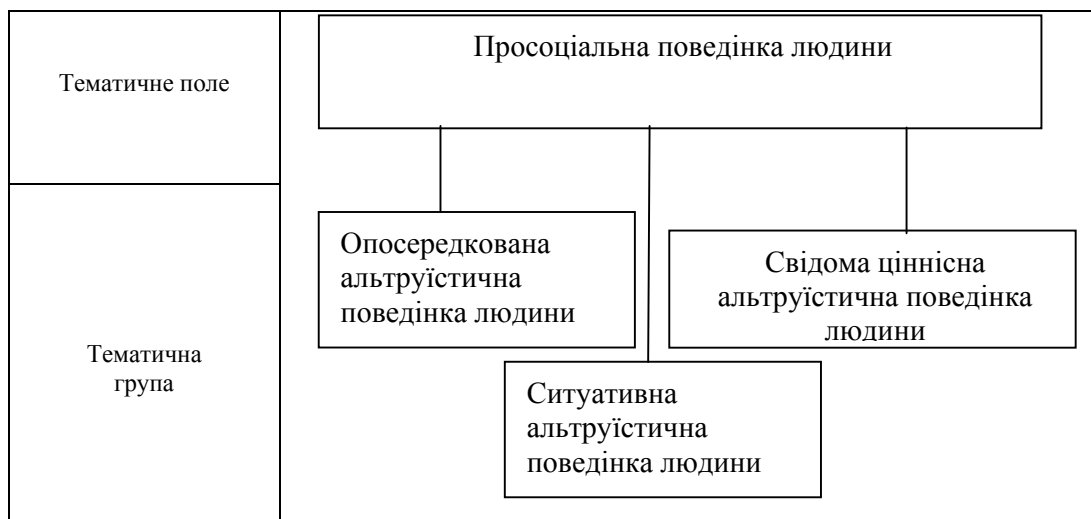 Просоціальна поведінка людини
Тематичне поле
Опосередкована
альтруїстична
поведінка людини
Свідома ціннісна
альтруїстична поведінка
людини
Тематична
група
Ситуативна
альтруїстична
поведінка людини